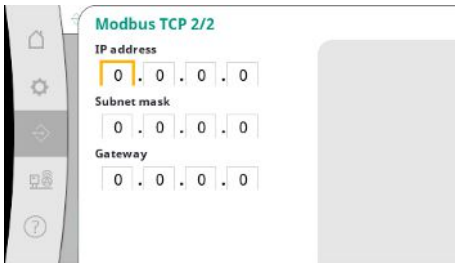 Modbus TCP 2/2
IP address
0 . 0 . 0 . 0
Subnet mask
0 . 0 . 0 . 0
Gateway
0 . 0 . 0 . 0
?